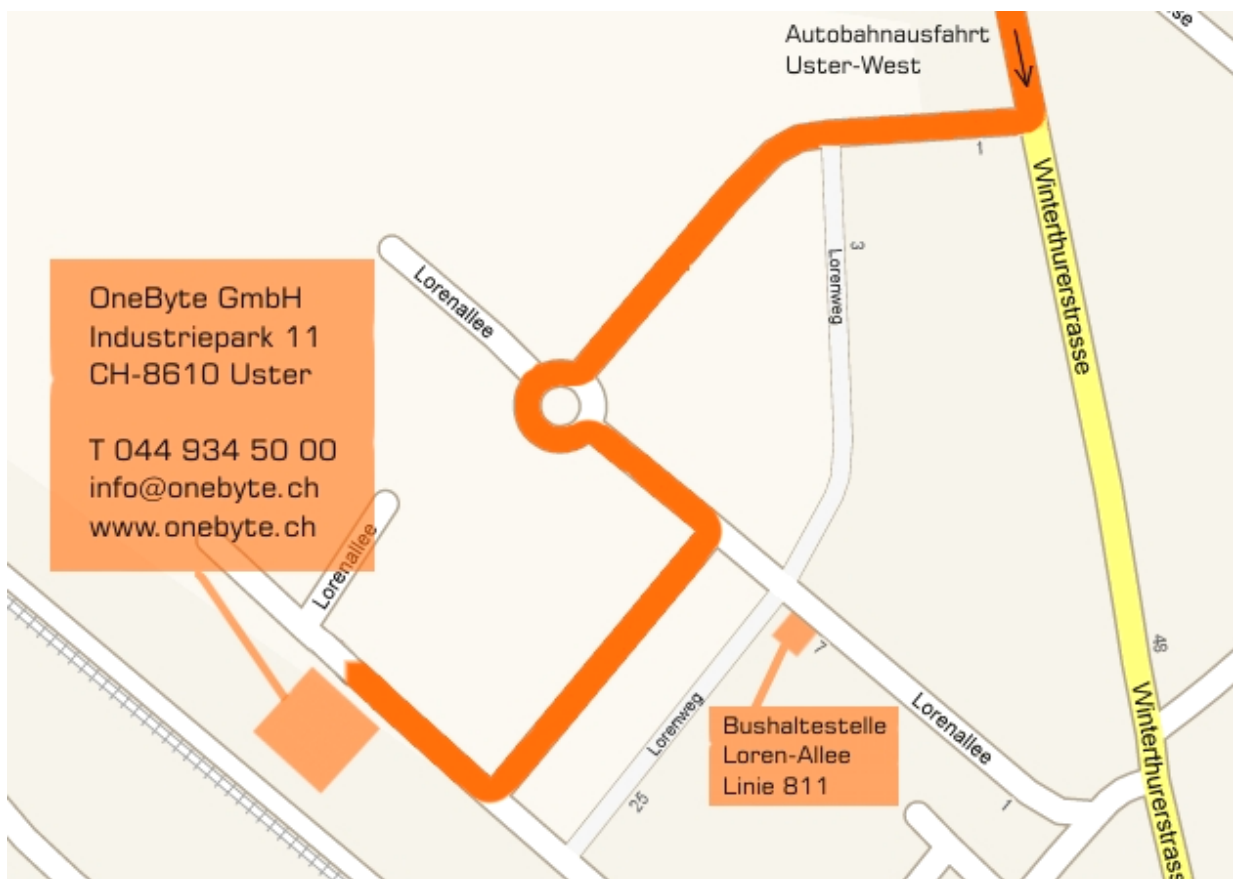 Autobahnausfahrt
Uster-West
1
Winterthurerstrasse
3
Lorenweg
Lorenallee
OneByte GmbH
Industriepark 11
CH-8610 Uster
T 044 934 50 00
info@onebyte.ch
www.onebyte.ch
Lorenallee
7
48
Lorenweg
Bushaltestelle
Loren-Allee
Linie 811
Lorenallee
Winterthurerstrasse
25
1